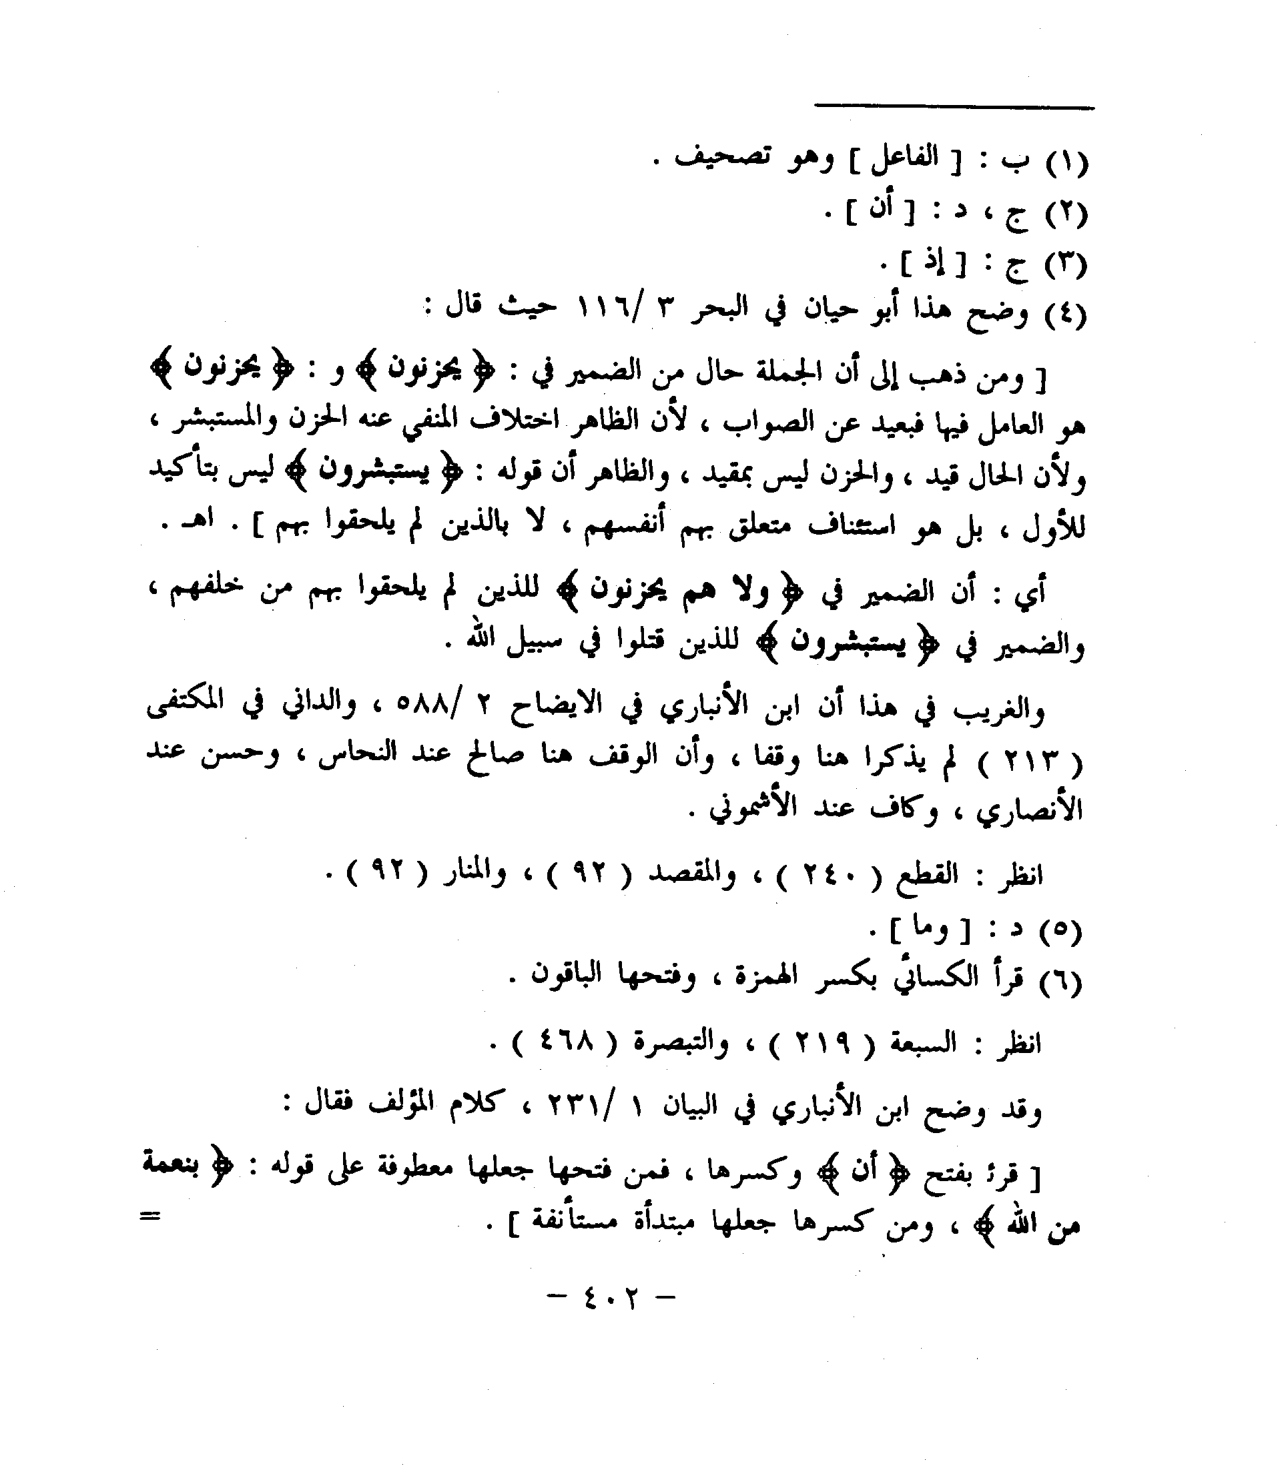 (١) ب : [ الفاعل ] وهو تصحيف .
(٢) ج ، د : [ أن ] .
(٣) ج : [ إذ ] .
(٤) وضح هذا أبو حيان في البحر ٣ /١١٦ حيث قال :
[ ومن ذهب إلى أن الجملة حال من الضمير في : ﴿ يحزنون ﴾ و : ﴿ يحزنون ﴾
هو العامل فيها فبعيد عن الصواب ، لأن الظاهر اختلاف المنفي عنه الحزن والمستبشر ،
ولأن الحال قيد ، والحزن ليس بمقيد ، والظاهر أن قوله : ﴿ يستبشرون ﴾ ليس بتأكيد
للأول ، بل هو استئناف متعلق بهم أنفسهم ، لا بالذين لم يلحقوا بهم ] . اهـ .
أي : أن الضمير في ﴿ ولا هم يحزنون ﴾ للذين لم يلحقوا بهم من خلفهم ،
والضمير في ﴿ يستبشرون ﴾ للذين قتلوا في سبيل الله .
والغريب في هذا أن ابن الأنباري في الايضاح ٢ /٥٨٨ ، والداني في المكتفى
( ٢١٣ ) لم يذكرا هنا وقفا ، وأن الوقف هنا صالح عند النحاس ، وحسن عند
الأنصاري ، وكاف عند الأشموني .
انظر : القطع ( ٢٤٠ ) ، والمقصد ( ٩٢ ) ، والمنار ( ٩٢ ) .
(٥) د : [ وما ] .
(٦) قرأ الكسائي بكسر الهمزة ، وفتحها الباقون .
انظر : السبعة ( ٢١٩ ) ، والتبصرة ( ٤٦٨ ) .
وقد وضح ابن الأنباري في البيان ١ /٢٣١ ، كلام المؤلف فقال :
[ قرئ بفتح ﴿ أن ﴾ وكسرها ، فمن فتحها جعلها معطوفة على قوله : ﴿ بنعمة
من الله ﴾ ، ومن كسرها جعلها مبتدأة مستأنفة ] . =
– ٤٠٢ –